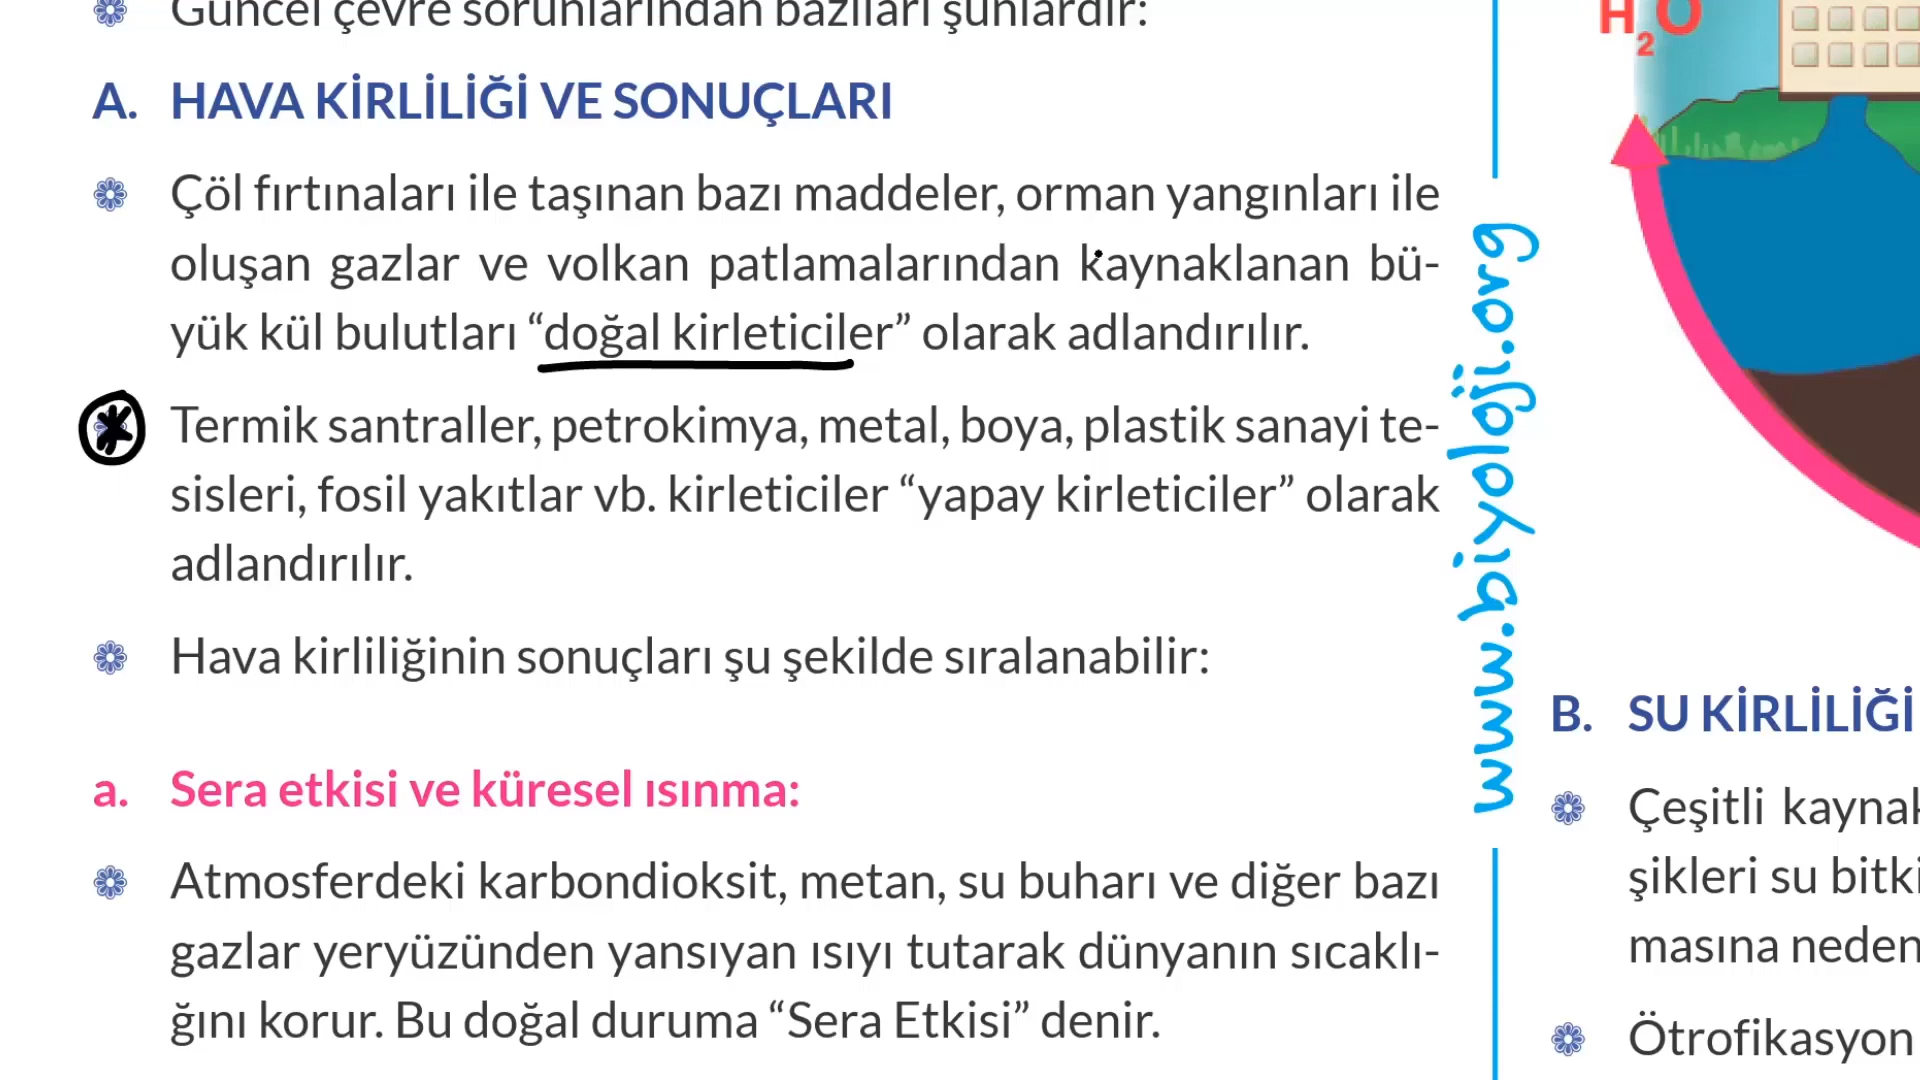 Güncel çevre sorunlarından bazıları şunlardır:
A. HAVA KİRLİLİĞİ VE SONUÇLARI
Çöl fırtınaları ile taşınan bazı maddeler, orman yangınları ile
oluşan gazlar ve volkan patlamalarından kaynaklanan bü-
yük kül bulutları “doğal kirleticiler” olarak adlandırılır.
Termik santraller, petrokimya, metal, boya, plastik sanayi te-
sisleri, fosil yakıtlar vb. kirleticiler “yapay kirleticiler” olarak
adlandırılır.
Hava kirliliğinin sonuçları şu şekilde sıralanabilir:
a. Sera etkisi ve küresel ısınma:
Atmosferdeki karbondioksit, metan, su buharı ve diğer bazı
gazlar yeryüzünden yansıyan ısıyı tutarak dünyanın sıcaklı-
ğını korur. Bu doğal duruma “Sera Etkisi” denir.
www.biyoloji.org
H2O
B. SU KİRLİLİĞİ
Çeşitli kaynak
şikleri su bitki
masına neden
Ötrofikasyon